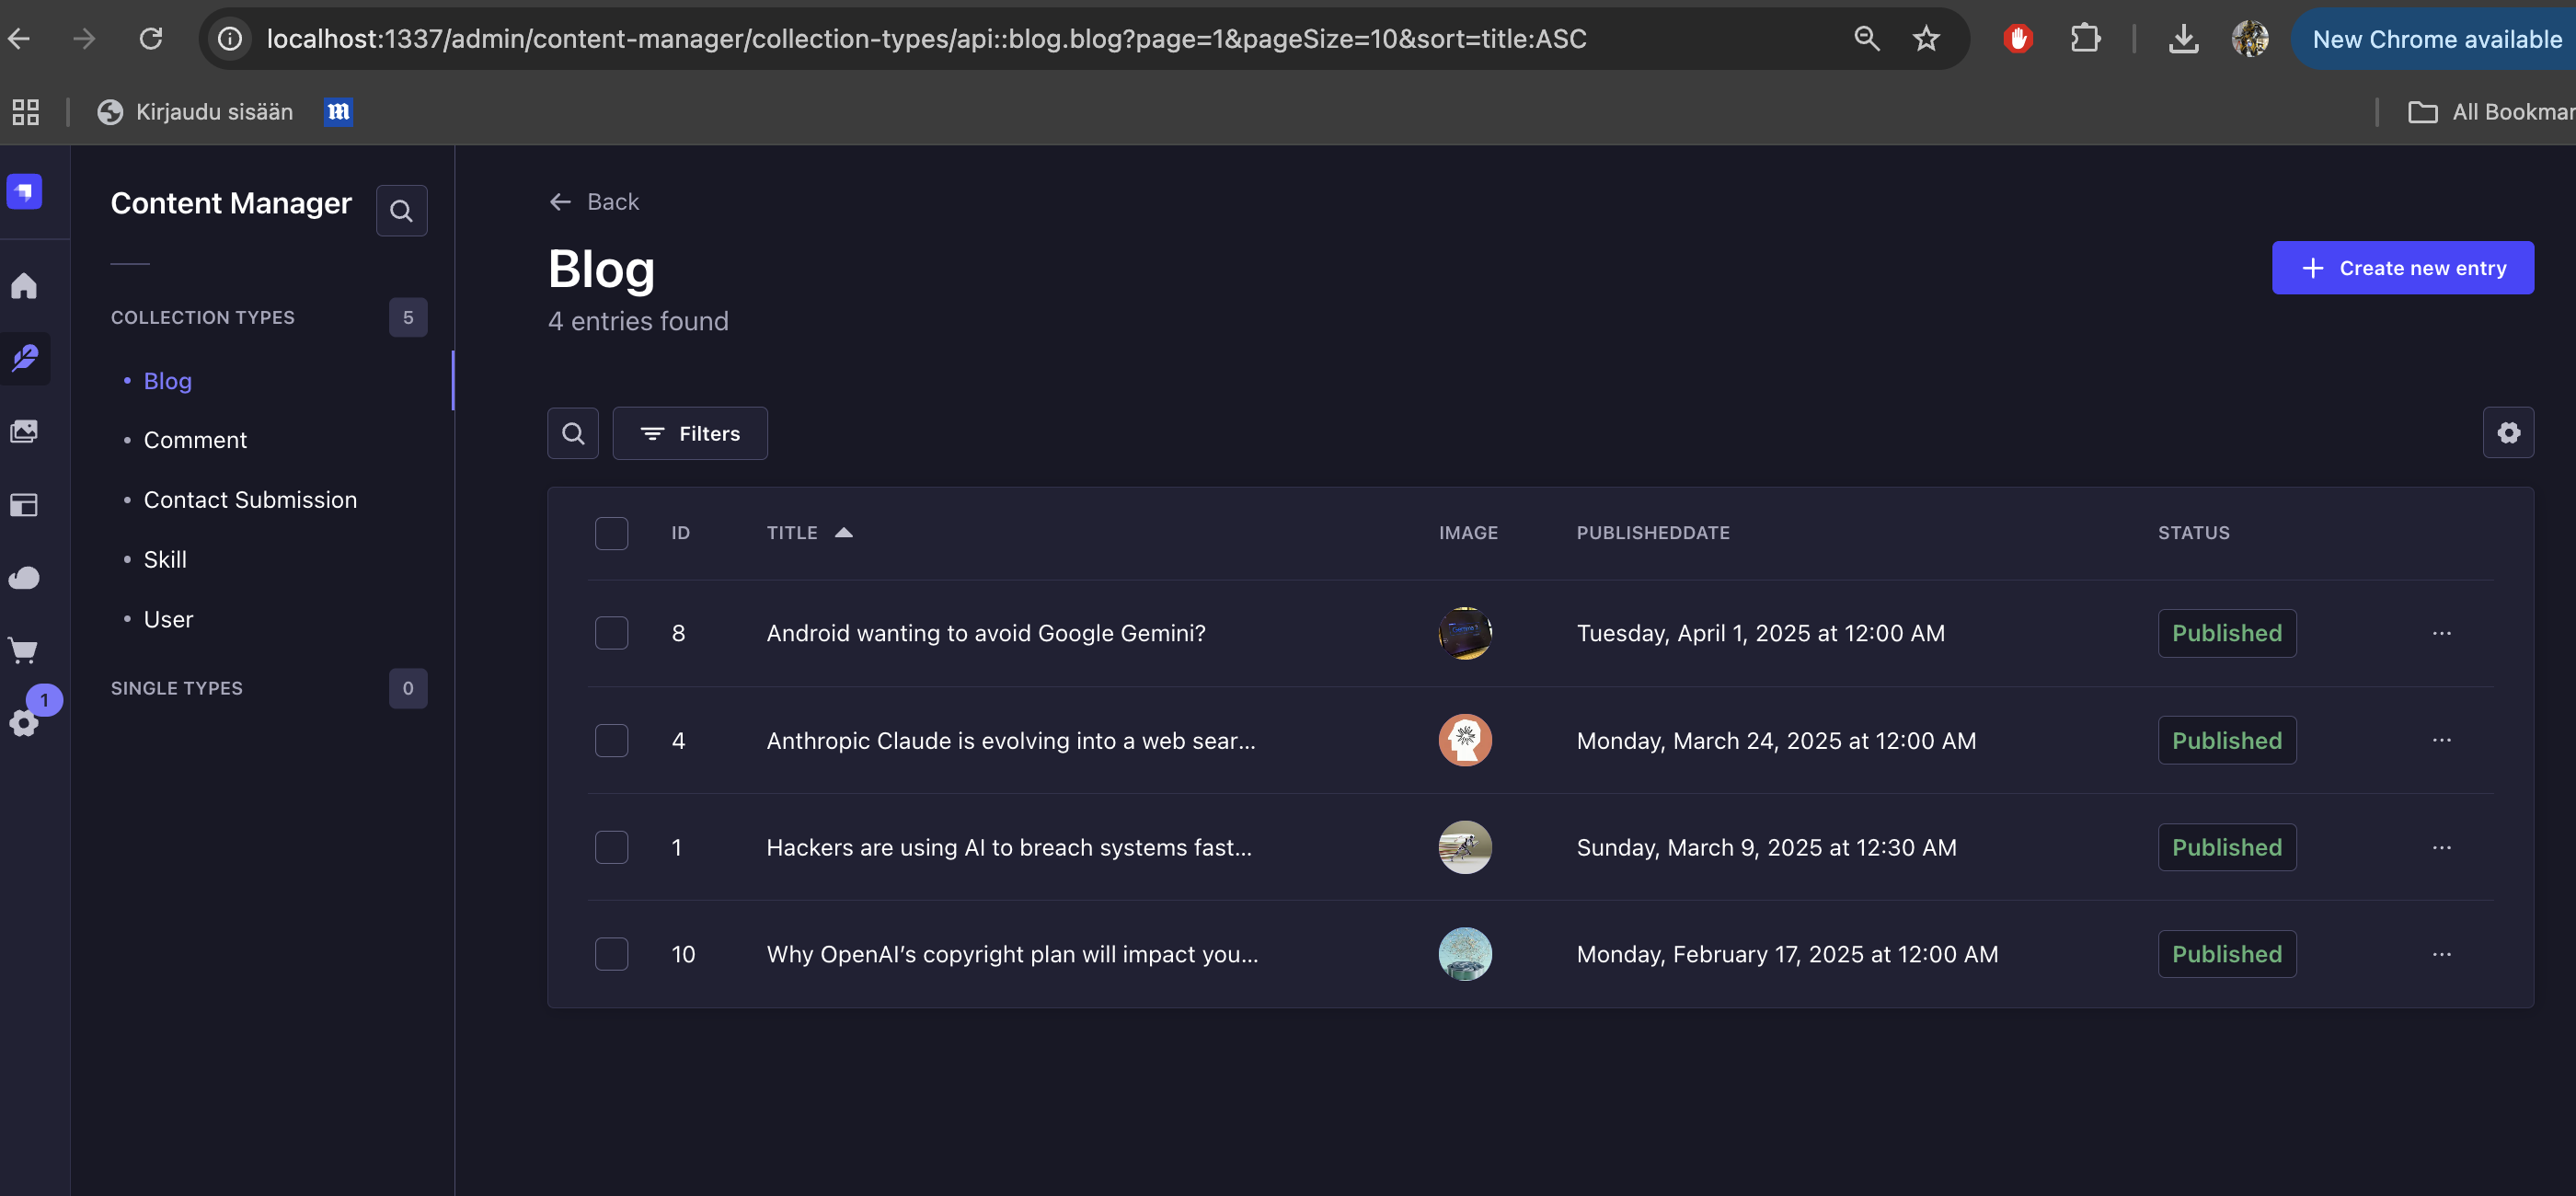 localhost:1337/admin/content-manager/collection-types/api::blog.blog?page=1&pageSize=10&sort=title:ASC
New Chrome available
Kirjaudu sisään
m
All Bookmar
Content Manager
Back
Blog
Create new entry
4 entries found
COLLECTION TYPES 5
Blog
Comment
Contact Submission
Skill
User
SINGLE TYPES 0
1
Filters
ID TITLE IMAGE PUBLISHEDDATE STATUS
8 Android wanting to avoid Google Gemini? Tuesday, April 1, 2025 at 12:00 AM Published
4 Anthropic Claude is evolving into a web sear... Monday, March 24, 2025 at 12:00 AM Published
1 Hackers are using AI to breach systems fast... Sunday, March 9, 2025 at 12:30 AM Published
10 Why OpenAI’s copyright plan will impact you... Monday, February 17, 2025 at 12:00 AM Published